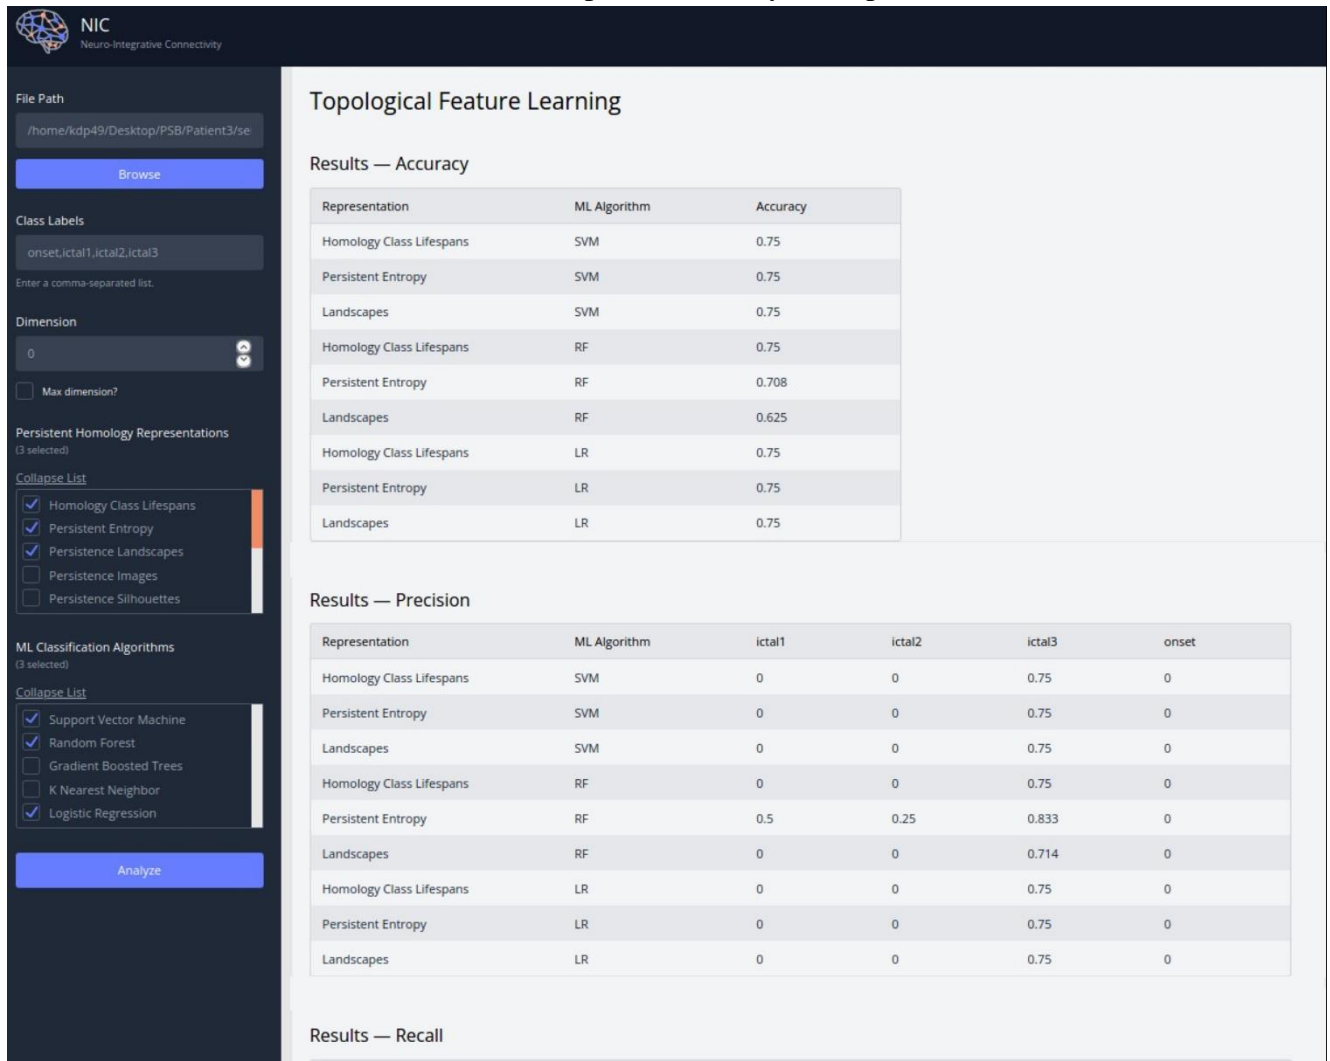 NIC
Neuro-Integrative Connectivity
File Path
/home/kdp49/Desktop/PSB/Patient3/se
Browse
Class Labels
onset,ictal1,ictal2,ictal3
Enter a comma-separated list.
Dimension
0
Max dimension?
Persistent Homology Representations
(3 selected)
Collapse List
Homology Class Lifespans
Persistent Entropy
Persistence Landscapes
Persistence Images
Persistence Silhouettes
ML Classification Algorithms
(3 selected)
Collapse List
Support Vector Machine
Random Forest
Gradient Boosted Trees
K Nearest Neighbor
Logistic Regression
Analyze
Topological Feature Learning
Results — Accuracy
Representation ML Algorithm Accuracy
Homology Class Lifespans SVM 0.75
Persistent Entropy SVM 0.75
Landscapes SVM 0.75
Homology Class Lifespans RF 0.75
Persistent Entropy RF 0.708
Landscapes RF 0.625
Homology Class Lifespans LR 0.75
Persistent Entropy LR 0.75
Landscapes LR 0.75
Results — Precision
Representation ML Algorithm ictal1 ictal2 ictal3 onset
Homology Class Lifespans SVM 0 0 0.75 0
Persistent Entropy SVM 0 0 0.75 0
Landscapes SVM 0 0 0.75 0
Homology Class Lifespans RF 0 0 0.75 0
Persistent Entropy RF 0.5 0.25 0.833 0
Landscapes RF 0 0 0.714 0
Homology Class Lifespans LR 0 0 0.75 0
Persistent Entropy LR 0 0 0.75 0
Landscapes LR 0 0 0.75 0
Results — Recall